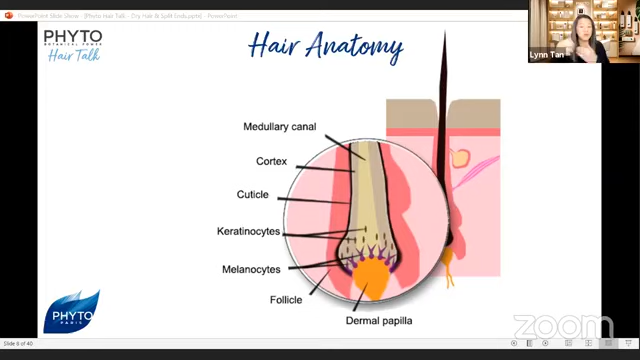 PowerPoint Slide Show - [Phyto Hair Talk - Dry Hair & Split Ends.pptx] - PowerPoint
PHYTO
BOTANICAL POWER
Hair Talk
Hair Anatomy
Lynn Tan
Medullary canal
Cortex
Cuticle
Keratinocytes
Melanocytes
Follicle
Dermal papilla
PHYTO
PARIS
Slide 6 of 40
zoom